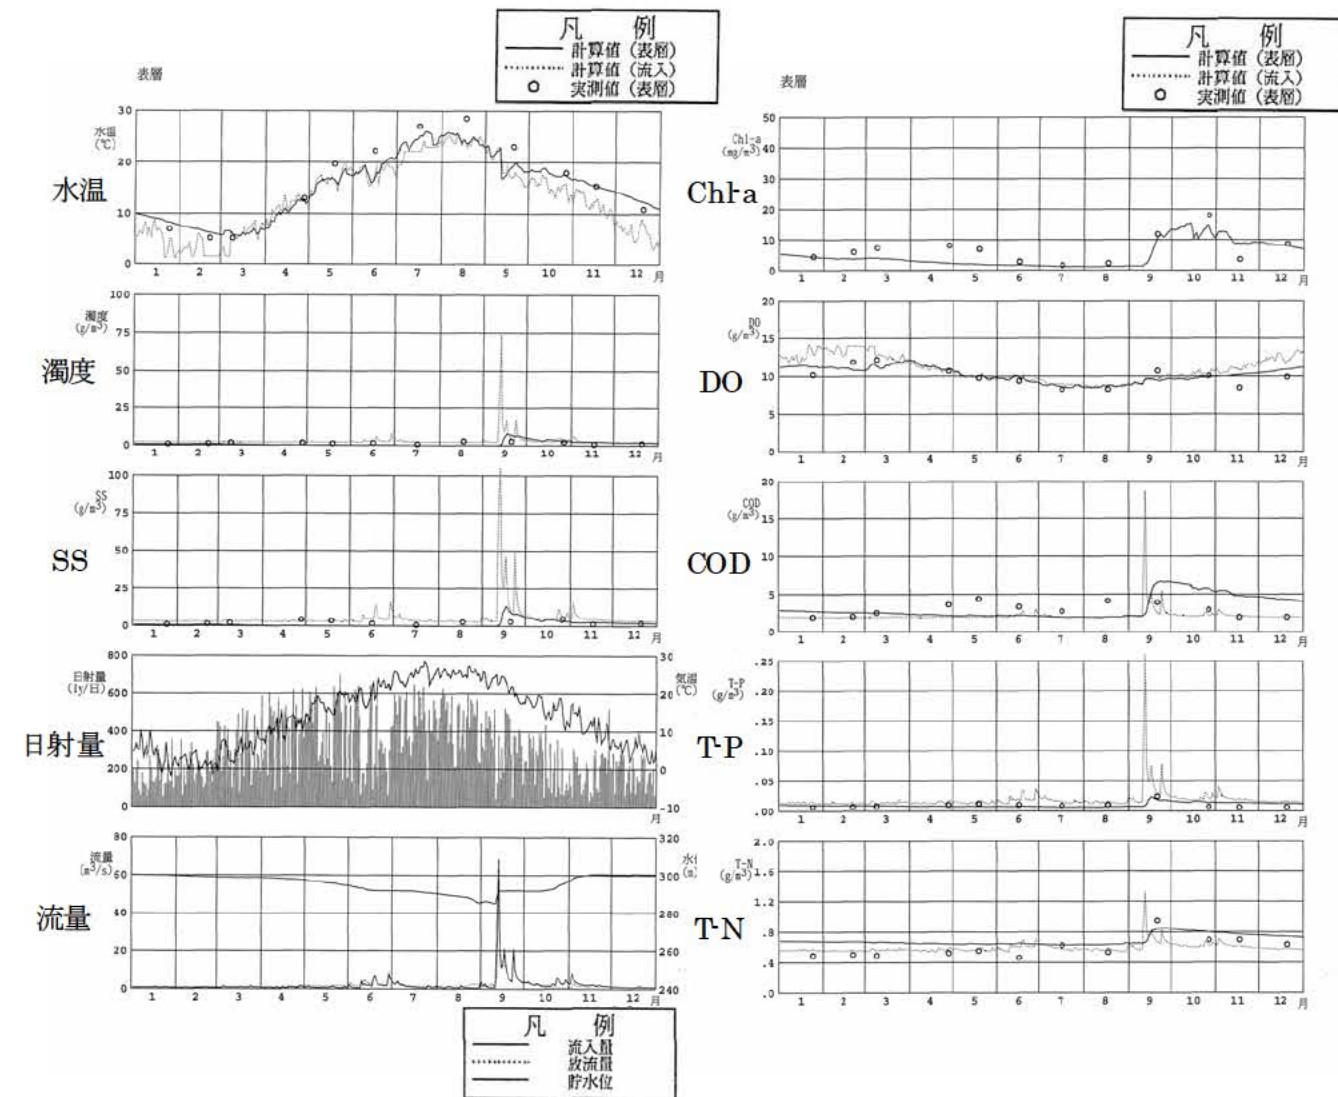 凡 例
計算値 (表層)
計算値 (流入)
実測値 (表層)
表層
水温
水温
(℃)
30
20
10
0
1 2 3 4 5 6 7 8 9 10 11 12 月
濁度
濁度
(g/m3)
100
75
50
25
0
1 2 3 4 5 6 7 8 9 10 11 12 月
SS
SS
(g/m3)
100
75
50
25
0
1 2 3 4 5 6 7 8 9 10 11 12 月
日射量
日射量
(ly/日)
800
600
400
200
0
気温
(℃)
30
20
10
0
-10
月
流量
流量
(m3/s)
80
60
40
20
0
水位
(m)
320
300
280
260
240
1 2 3 4 5 6 7 8 9 10 11 12 月
凡 例
流入量
放流量
貯水位
凡 例
計算値 (表層)
計算値 (流入)
実測値 (表層)
表層
Chl-a
Chl-a
(mg/m3)
50
40
30
20
10
0
1 2 3 4 5 6 7 8 9 10 11 12 月
DO
DO
(g/m3)
20
15
10
5
0
1 2 3 4 5 6 7 8 9 10 11 12 月
COD
COD
(g/m3)
20
15
10
5
0
1 2 3 4 5 6 7 8 9 10 11 12 月
T-P
T-P
(g/m3)
.25
.20
.15
.10
.05
.00
1 2 3 4 5 6 7 8 9 10 11 12 月
T-N
T-N
(g/m3)
2.0
1.6
1.2
.8
.4
.0
1 2 3 4 5 6 7 8 9 10 11 12 月